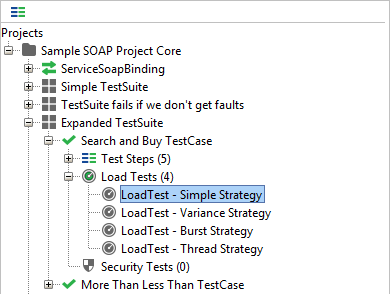 Projects
Sample SOAP Project Core
ServiceSoapBinding
Simple TestSuite
TestSuite fails if we don't get faults
Expanded TestSuite
Search and Buy TestCase
Test Steps (5)
Load Tests (4)
LoadTest - Simple Strategy
LoadTest - Variance Strategy
LoadTest - Burst Strategy
LoadTest - Thread Strategy
Security Tests (0)
More Than Less Than TestCase